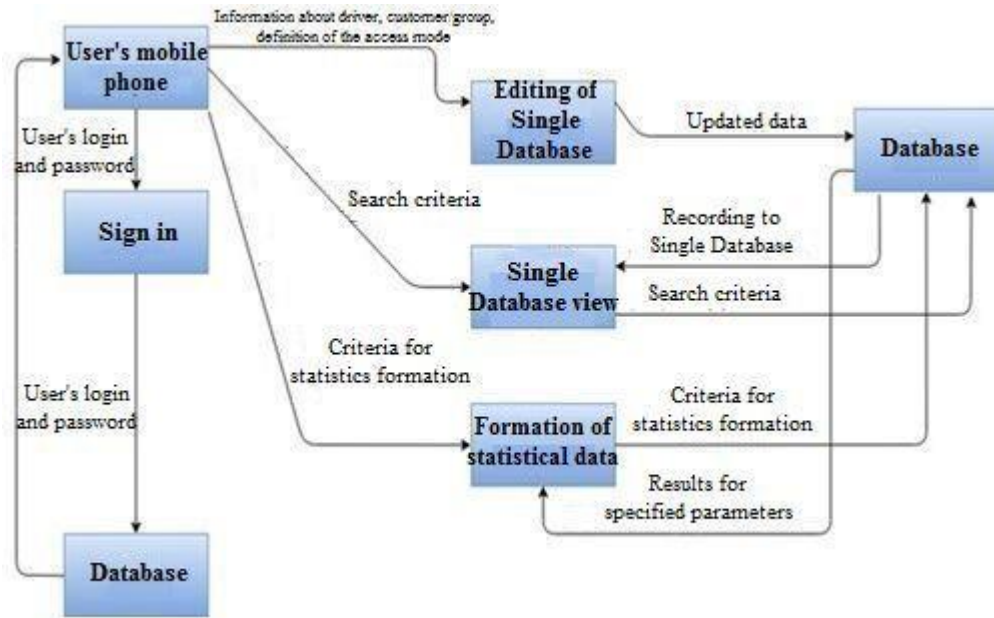 Information about driver, customer group,
definition of the access mode
User's mobile
phone
Editing of
Single
Database
Updated data
Database
User's login
and password
Search criteria
Sign in
Recording to
Single Database
Single
Database view
Search criteria
Criteria for
statistics formation
User's login
and password
Criteria for
statistics formation
Formation of
statistical data
Results for
specified parameters
Database